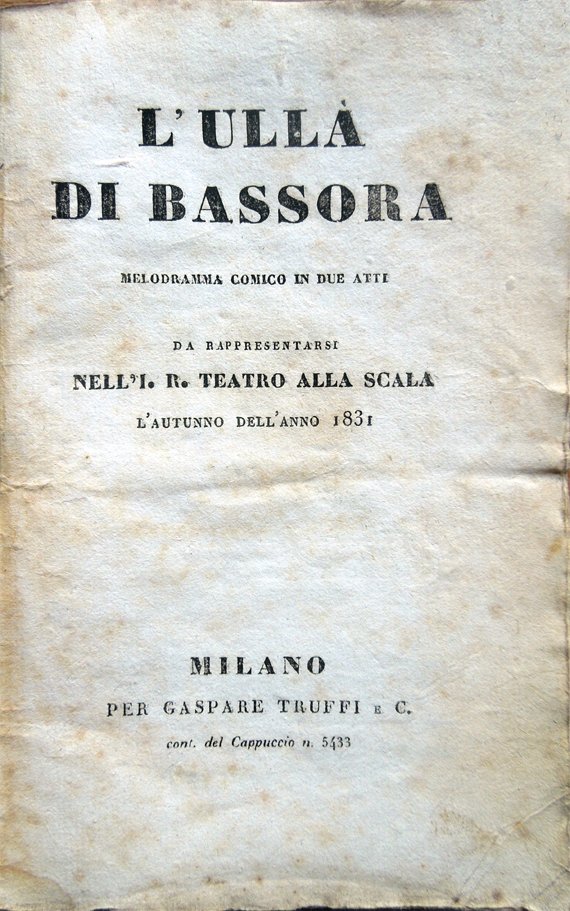 L'ULLÀ
DI BASSORA
MELODRAMMA COMICO IN DUE ATTI
DA RAPPRESENTARSI
NELL'I. R. TEATRO ALLA SCALA
L'AUTUNNO DELL'ANNO 1831
MILANO
PER GASPARE TRUFFI E C.
cont. del Cappuccio n. 5433